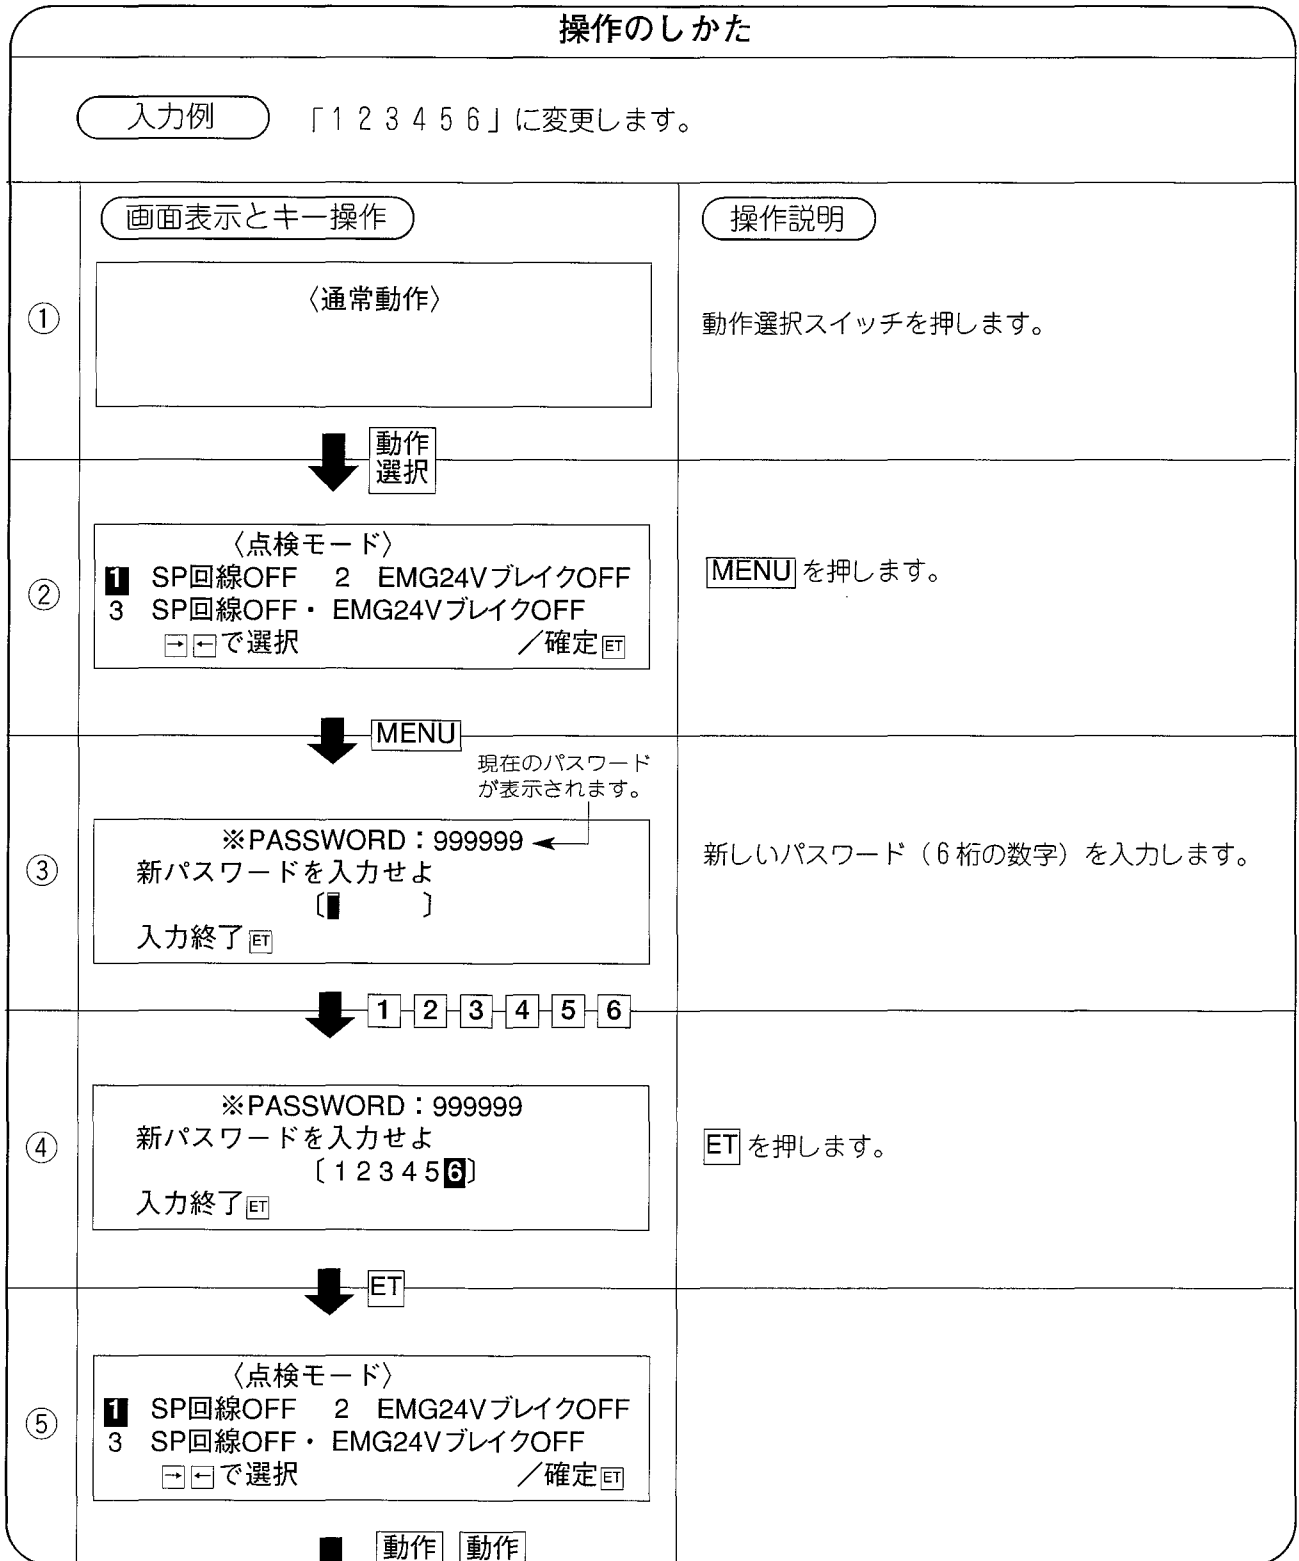 操作のしかた
入力例 「123456」に変更します。
画面表示とキー操作
操作説明
①
〈通常動作〉
動作選択スイッチを押します。
動作
選択
②
〈点検モード〉
1 SP回線OFF 2 EMG24VブレイクOFF
3 SP回線OFF・EMG24VブレイクOFF
→←で選択 /確定ET
MENUを押します。
MENU
現在のパスワード
が表示されます。
③
※PASSWORD：999999
新パスワードを入力せよ
〔 〕
入力終了ET
新しいパスワード（6桁の数字）を入力します。
1 2 3 4 5 6
④
※PASSWORD：999999
新パスワードを入力せよ
〔123456〕
入力終了ET
ETを押します。
ET
⑤
〈点検モード〉
1 SP回線OFF 2 EMG24VブレイクOFF
3 SP回線OFF・EMG24VブレイクOFF
→←で選択 /確定ET
動作 動作